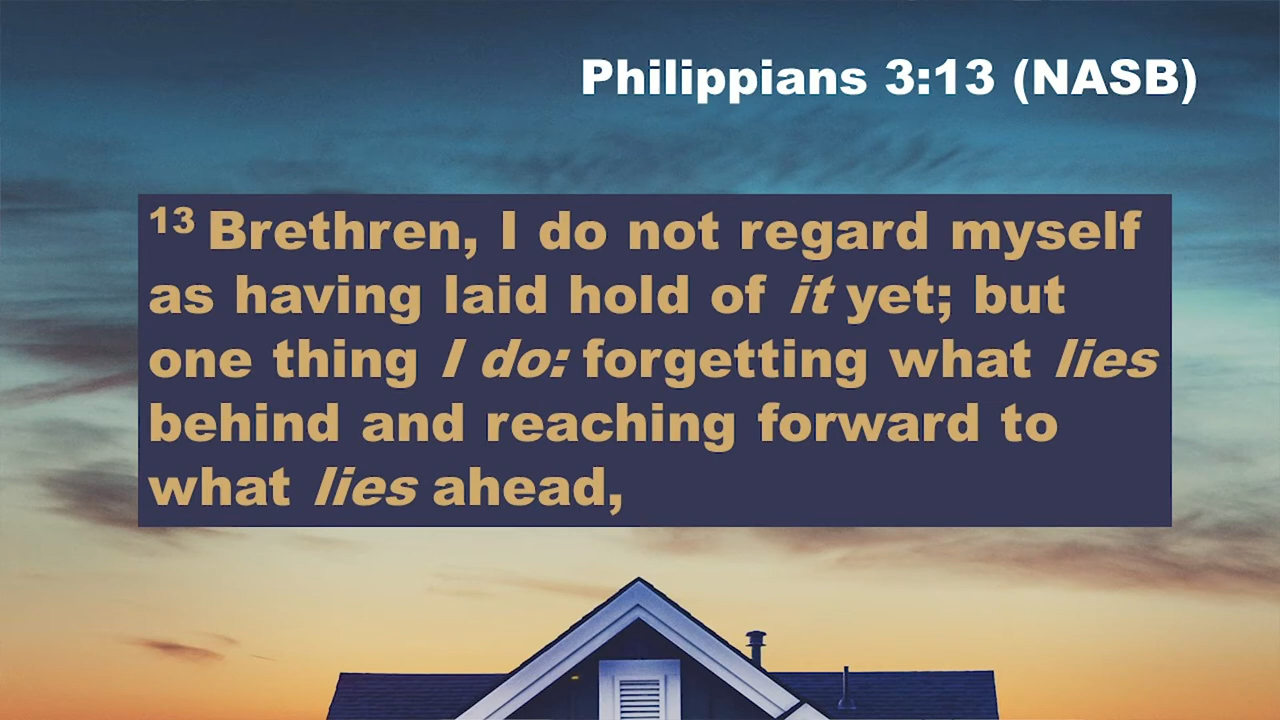 Philippians 3:13 (NASB)
13 Brethren, I do not regard myself
as having laid hold of it yet; but
one thing I do: forgetting what lies
behind and reaching forward to
what lies ahead,